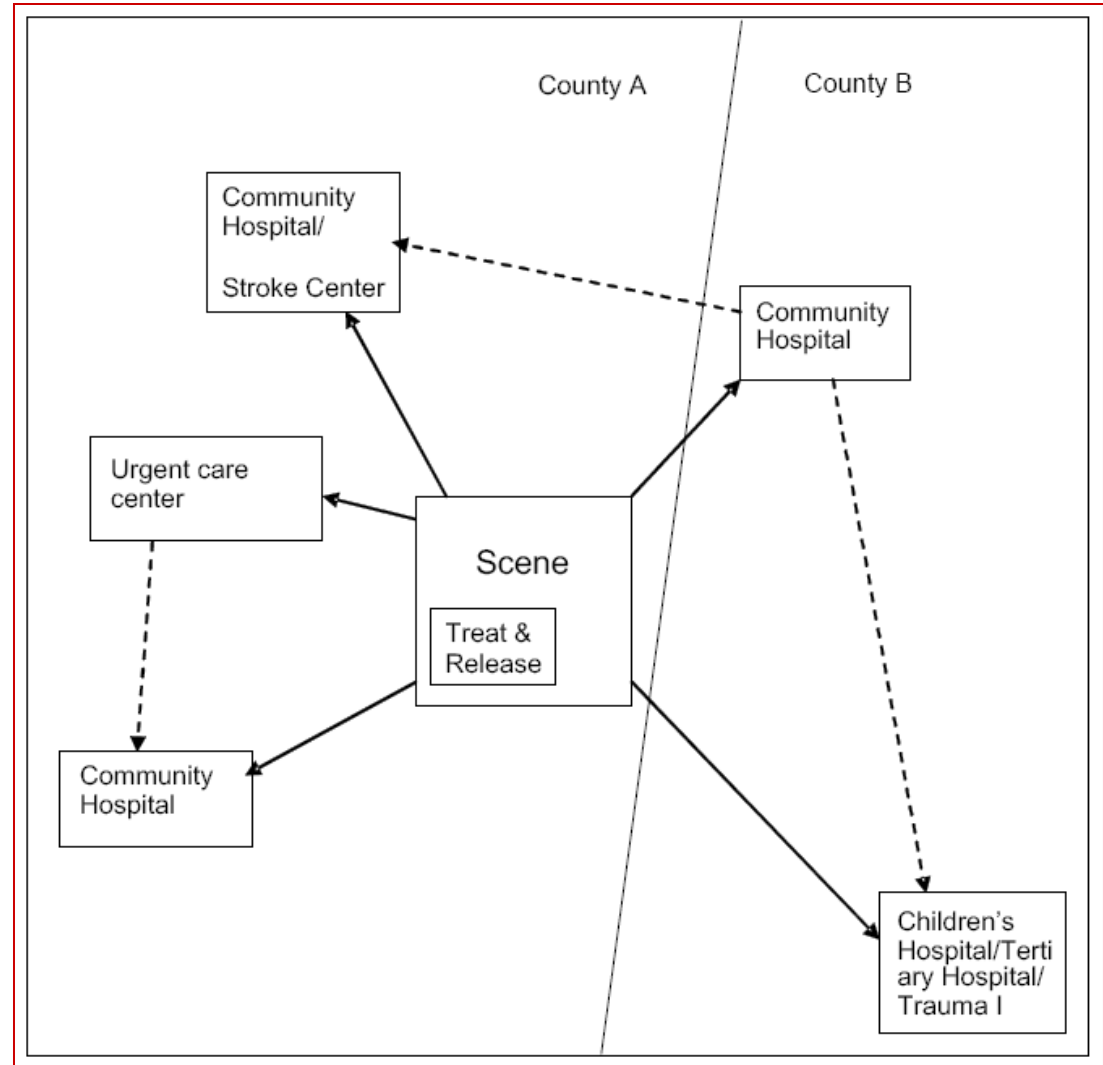 County A
County B
Community
Hospital/
Stroke Center
Community
Hospital
Urgent care
center
Scene
Treat &
Release
Community
Hospital
Children's
Hospital/Terti
ary Hospital/
Trauma I